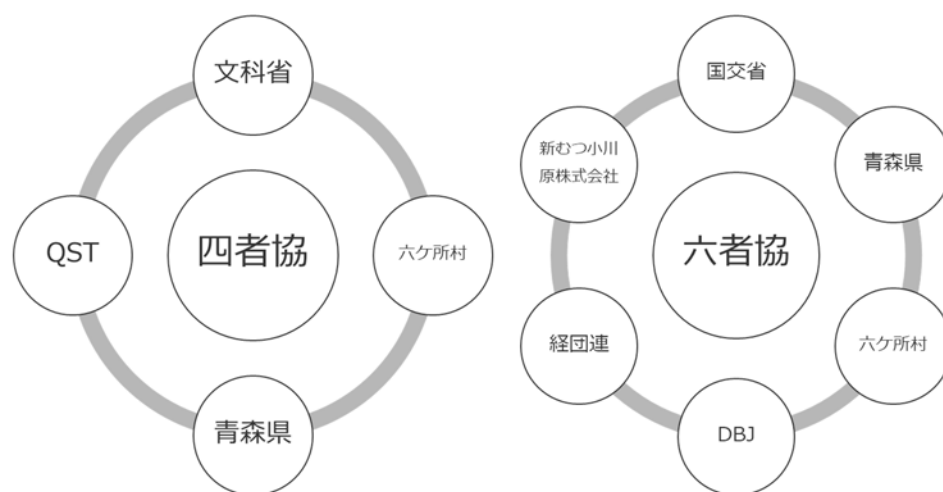 文科省
QST
四者協
六ケ所村
青森県
国交省
新むつ小川
原株式会社
青森県
六者協
経団連
六ケ所村
DBJ